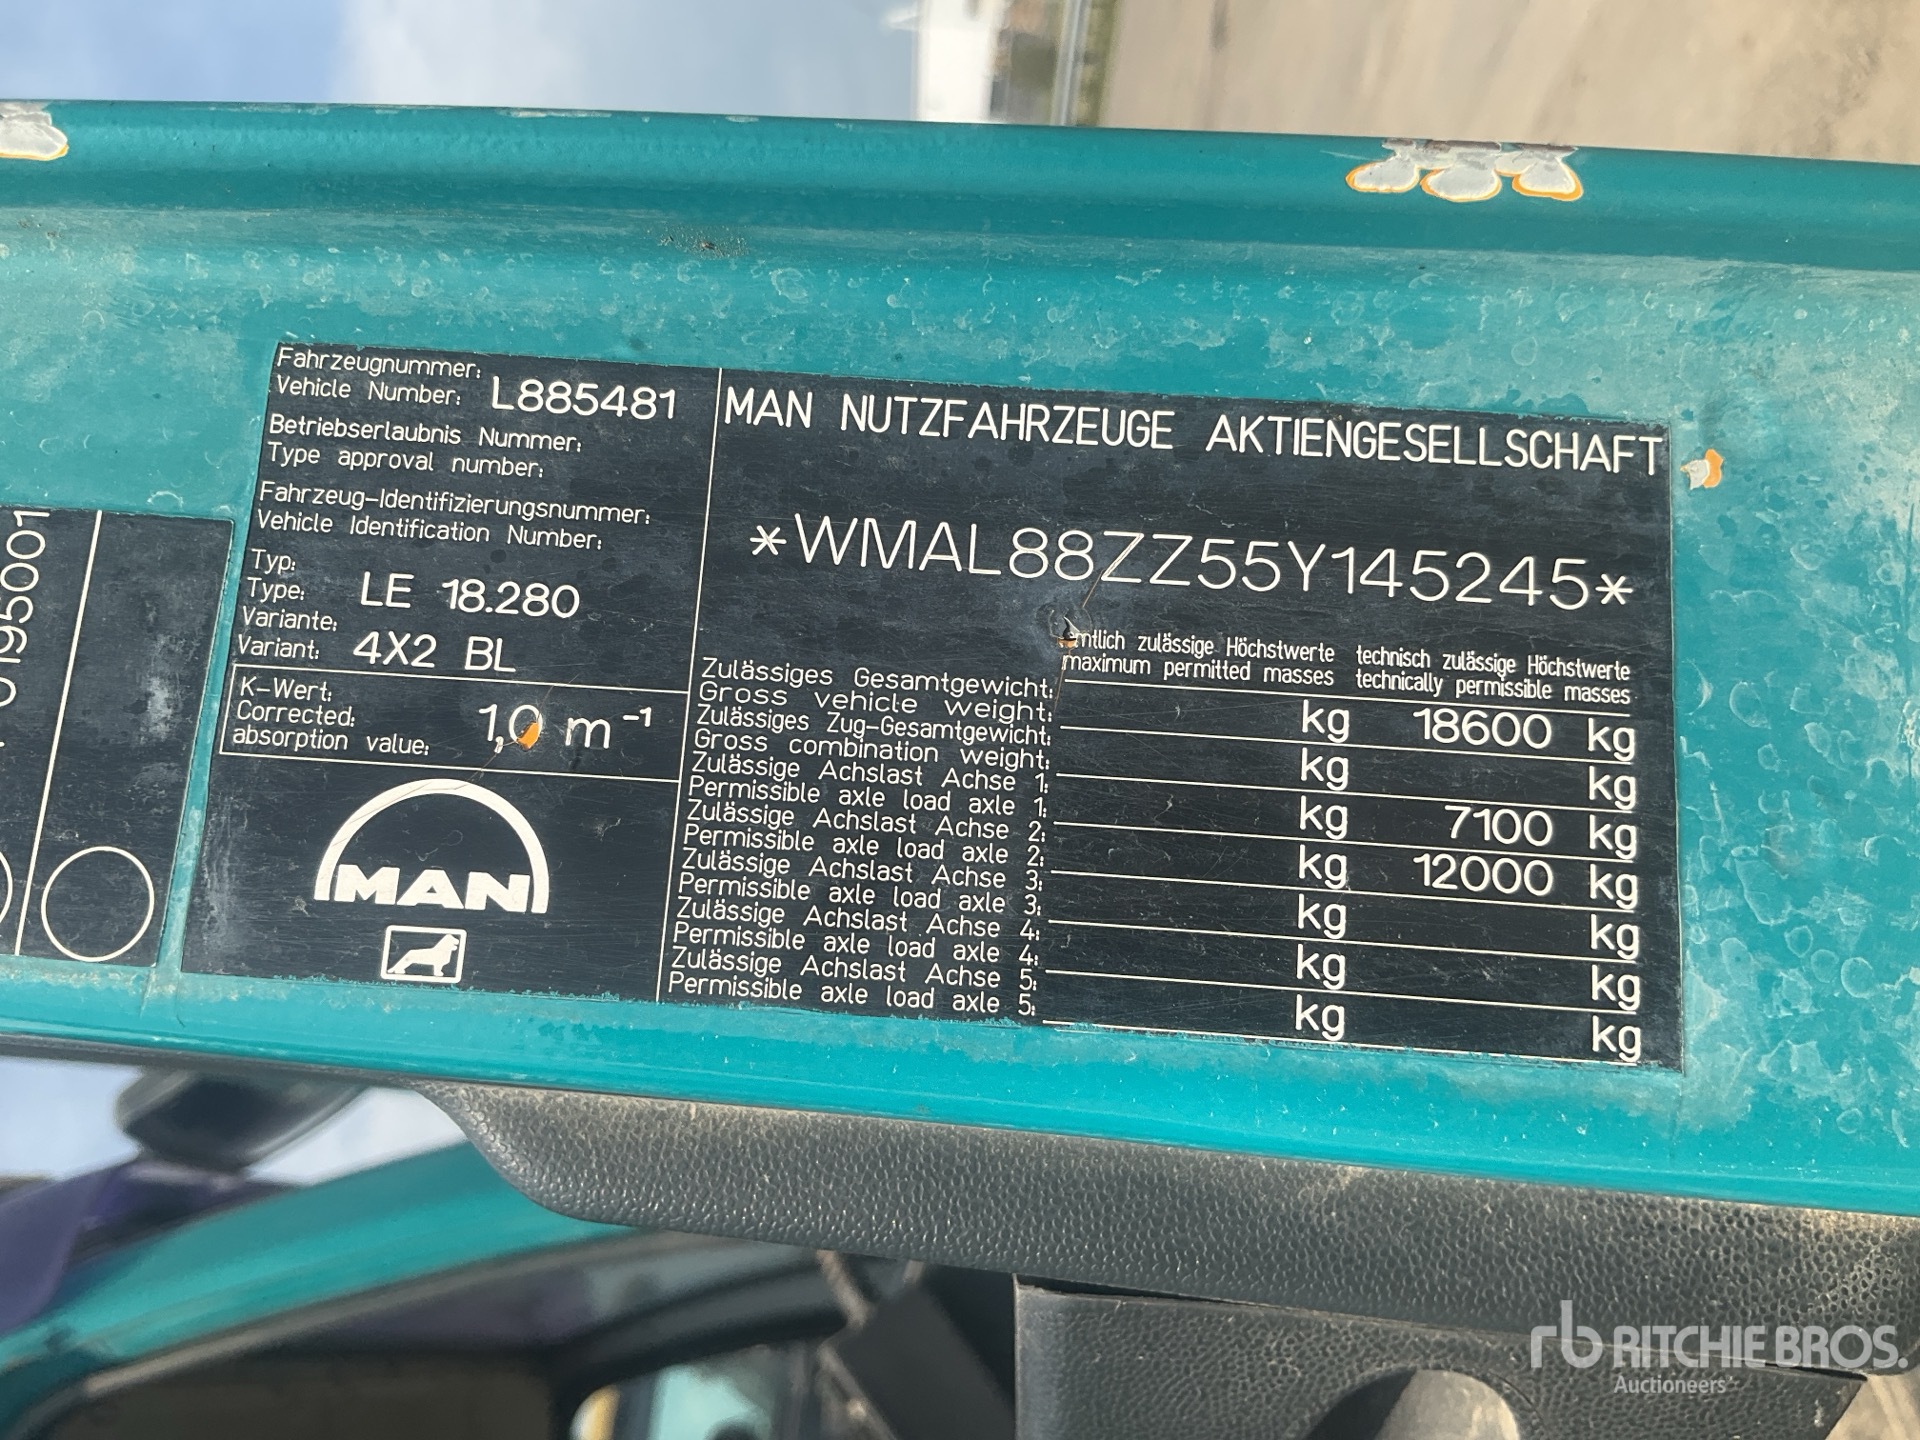 Fahrzeugnummer:
Vehicle Number: L885481
Betriebserlaubnis Nummer:
Type approval number:
Fahrzeug-Identifizierungsnummer:
Vehicle Identification Number:
Typ:
Type: LE 18.280
Variante:
Variant: 4X2 BL
K-Wert:
Corrected:
absorption value: 1,0 m⁻¹
MAN
MAN NUTZFAHRZEUGE AKTIENGESELLSCHAFT
*WMAL88ZZ55Y145245*
zulässige Höchstwerte technisch zulässige Höchstwerte
maximum permitted masses technically permissible masses
Zulässiges Gesamtgewicht:
Gross vehicle weight: kg 18600 kg
Zulässiges Zug-Gesamtgewicht:
Gross combination weight: kg kg
Zulässige Achslast Achse 1:
Permissible axle load axle 1: kg 7100 kg
Zulässige Achslast Achse 2:
Permissible axle load axle 2: kg 12000 kg
Zulässige Achslast Achse 3:
Permissible axle load axle 3: kg kg
Zulässige Achslast Achse 4:
Permissible axle load axle 4: kg kg
Zulässige Achslast Achse 5:
Permissible axle load axle 5: kg kg
rb RITCHIE BROS.
Auctioneers